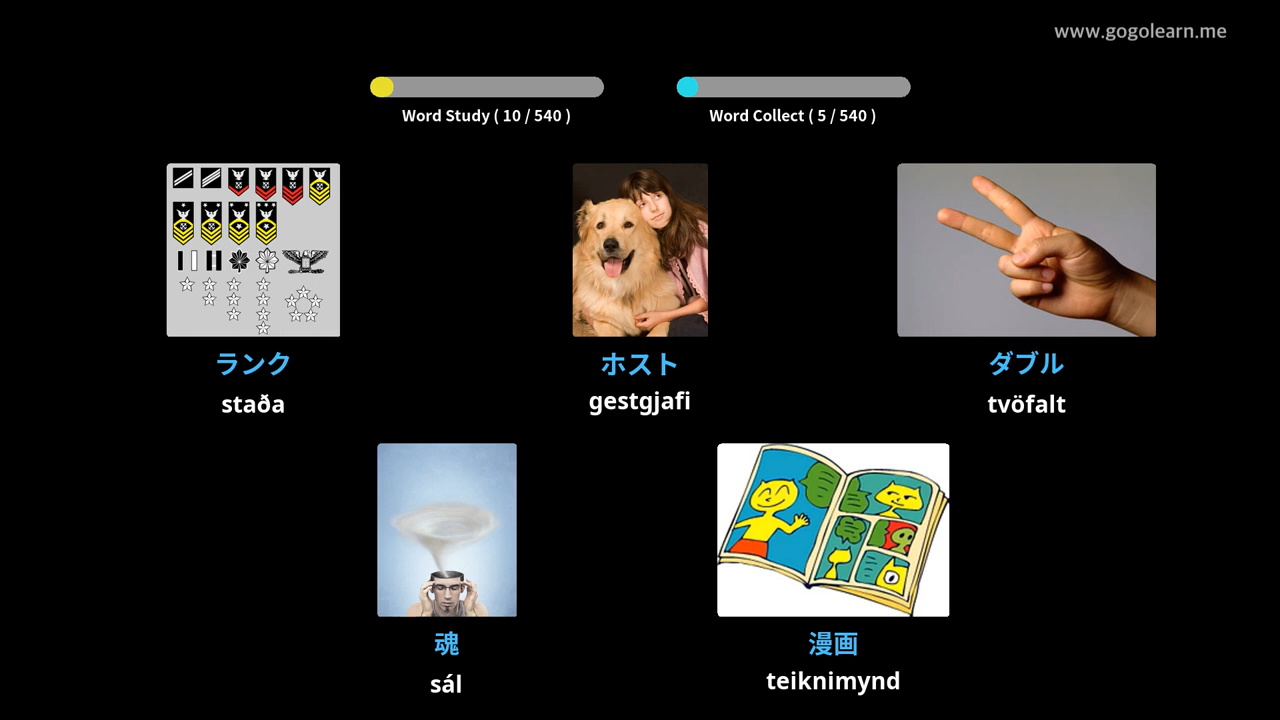 www.gogolearn.me
Word Study ( 10 / 540 )
Word Collect ( 5 / 540 )
ランク
staða
ホスト
gestgjafi
ダブル
tvöfalt
魂
sál
漫画
teiknimynd